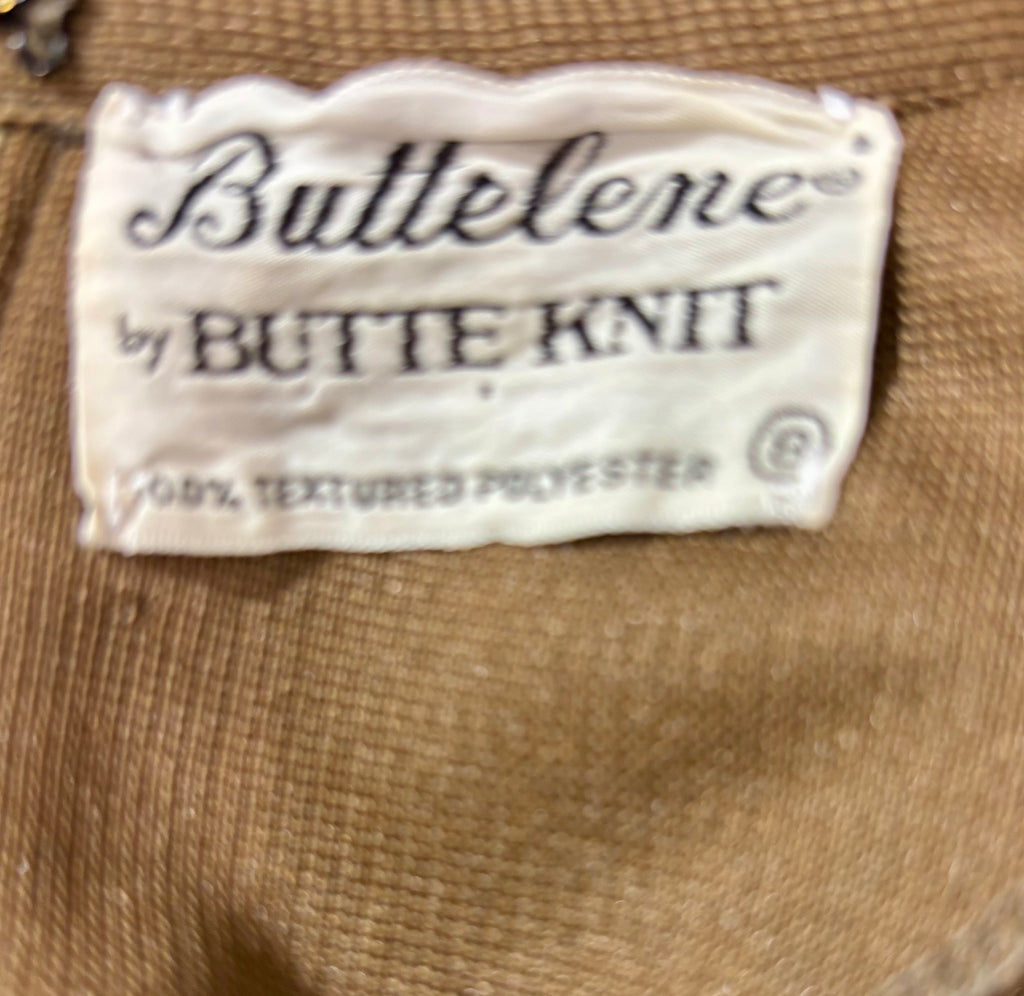 Buttelene®
by BUTTE KNIT
100% TEXTURED POLYESTER